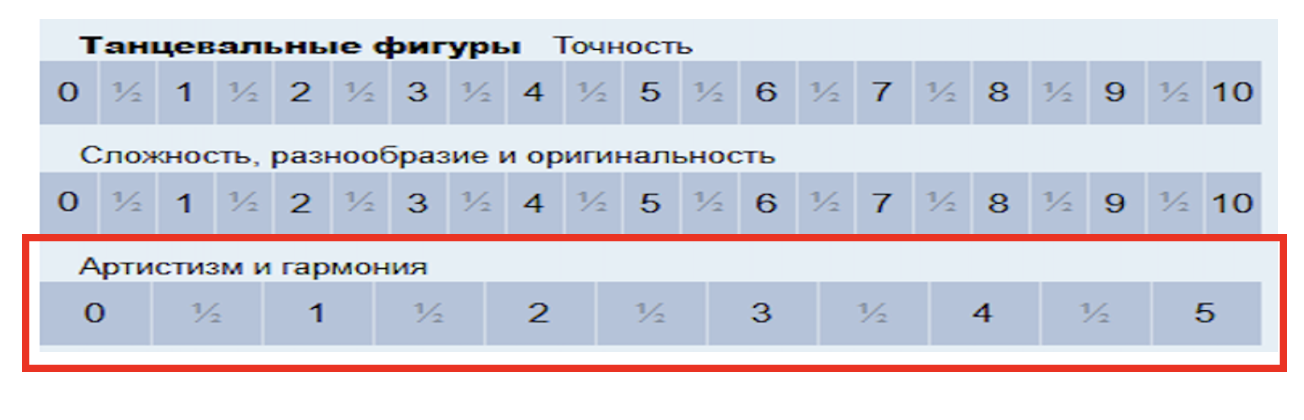 Танцевальные фигуры Точность
0 ½ 1 ½ 2 ½ 3 ½ 4 ½ 5 ½ 6 ½ 7 ½ 8 ½ 9 ½ 10
Сложность, разнообразие и оригинальность
0 ½ 1 ½ 2 ½ 3 ½ 4 ½ 5 ½ 6 ½ 7 ½ 8 ½ 9 ½ 10
Артистизм и гармония
0 ½ 1 ½ 2 ½ 3 ½ 4 ½ 5